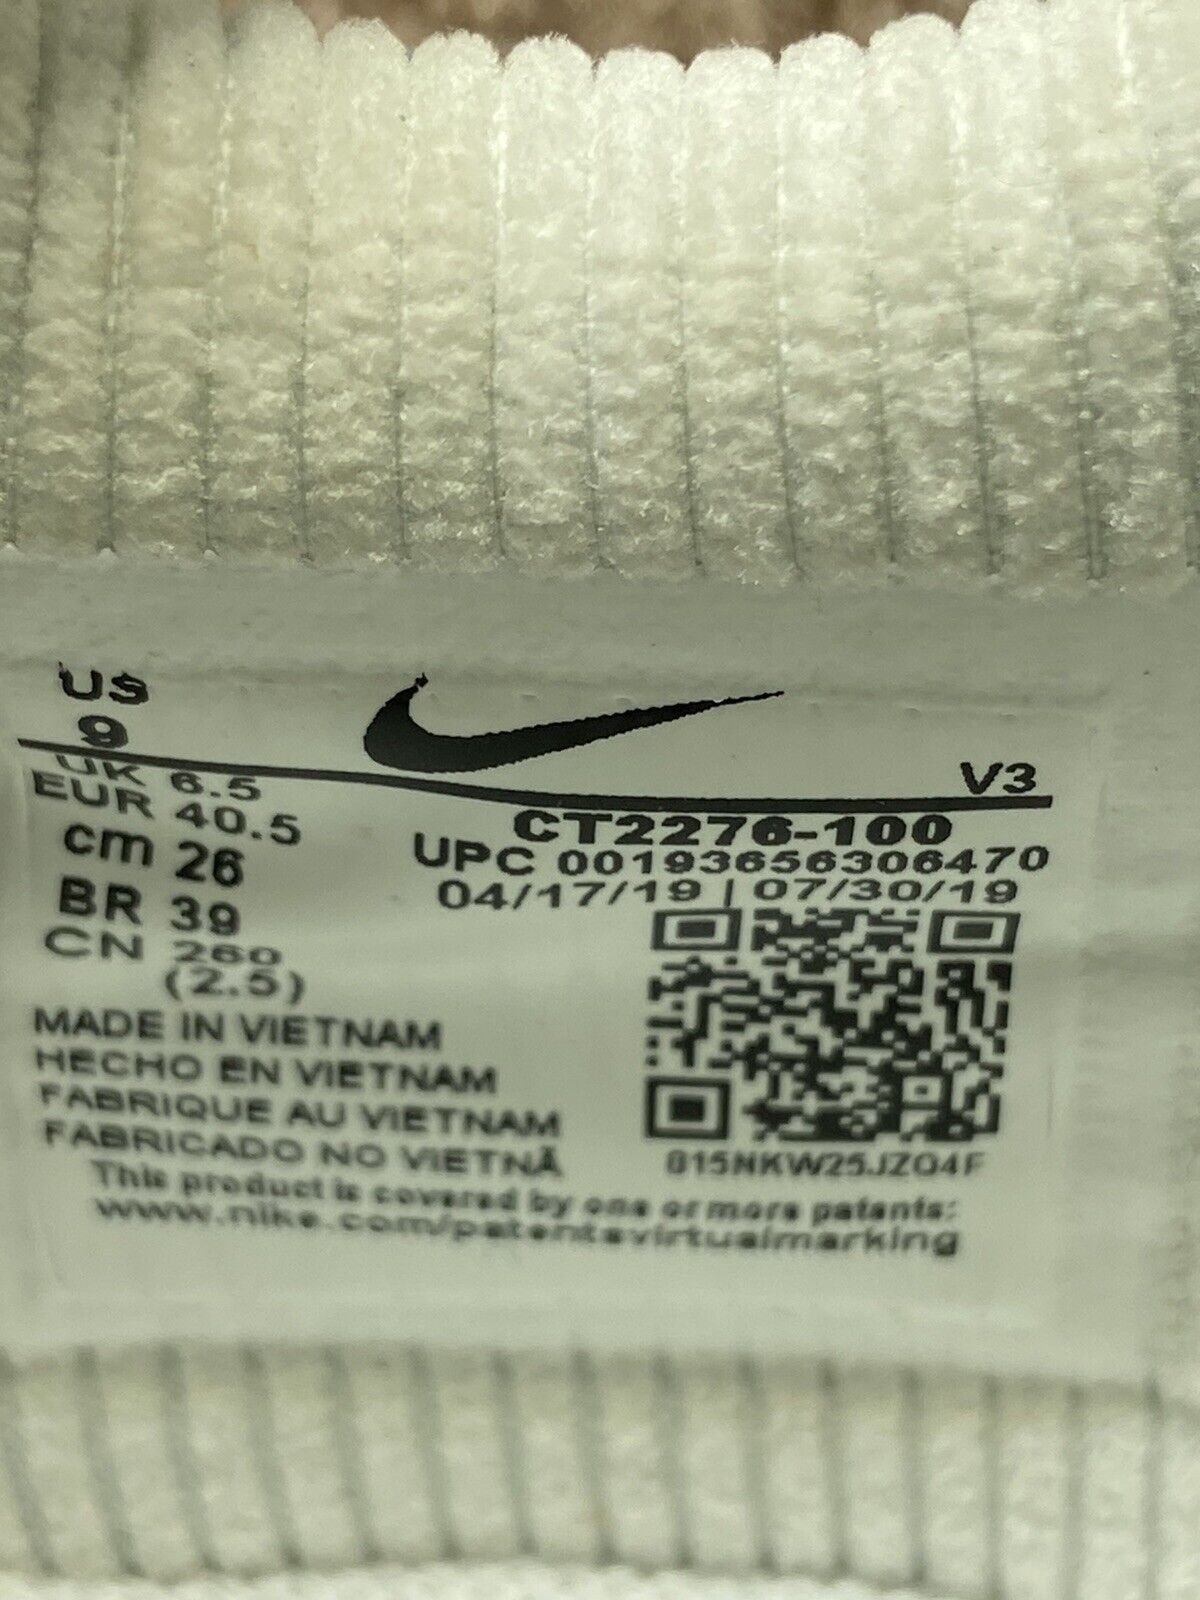 US
9
V3
UK 6.5
EUR 40.5
cm 26
BR 39
CN 260
(2.5)
CT2276-100
UPC 00193656306470
04/17/19 | 07/30/19
MADE IN VIETNAM
HECHO EN VIETNAM
FABRIQUE AU VIETNAM
FABRICADO NO VIETNÃ
015NKW25JZQ4F
This product is covered by one or more patents:
www.nike.com/patentsvirtualmarking